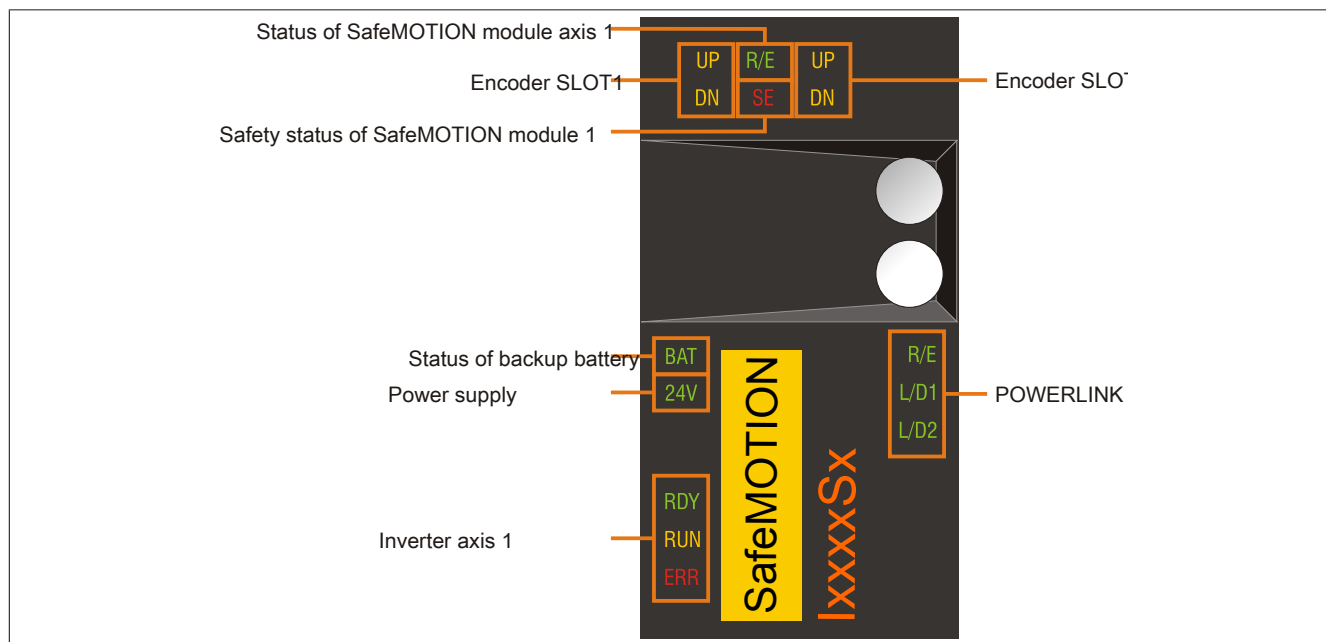 Status of SafeMOTION module axis 1
UP R/E UP
Encoder SLOT1
Encoder
DN SE DN
Safety status of SafeMOTION module 1
Status of backup battery
BAT
Power supply
24V
R/E
L/D1
L/D2
POWERLINK
SafeMOTION
IxxxxSx
Inverter axis 1
RDY
RUN
ERR